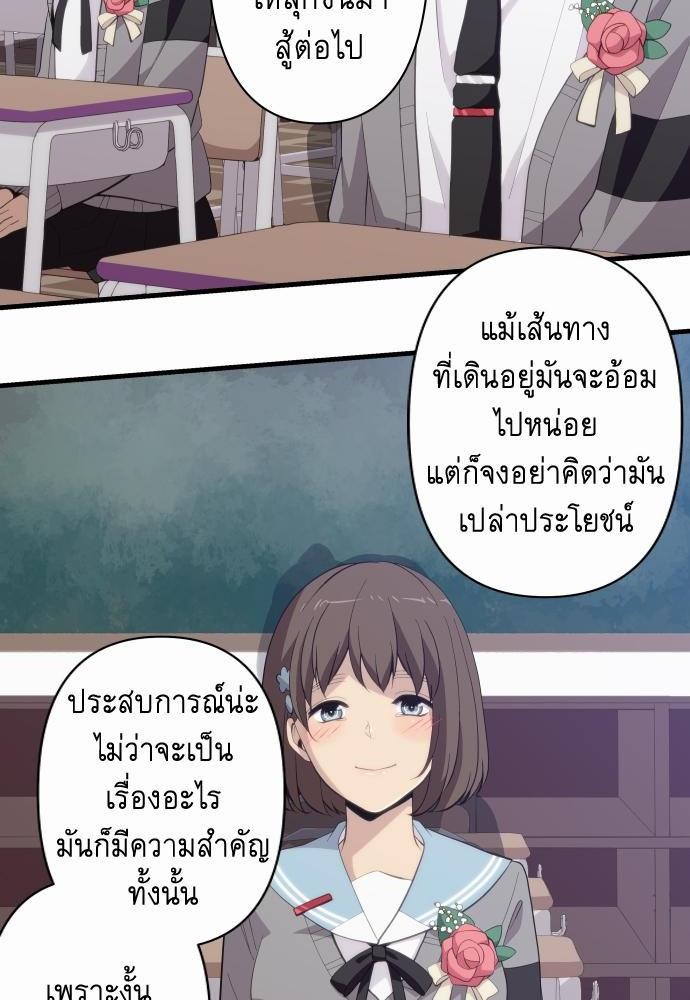 สู้ต่อไป
แม้เส้นทาง
ที่เดินอยู่มันจะอ้อม
ไปหน่อย
แต่ก็จงอย่าคิดว่ามัน
เปล่าประโยชน์
ประสบการณ์น่ะ
ไม่ว่าจะเป็น
เรื่องอะไร
มันก็มีความสำคัญ
ทั้งนั้น
เพราะงั้น